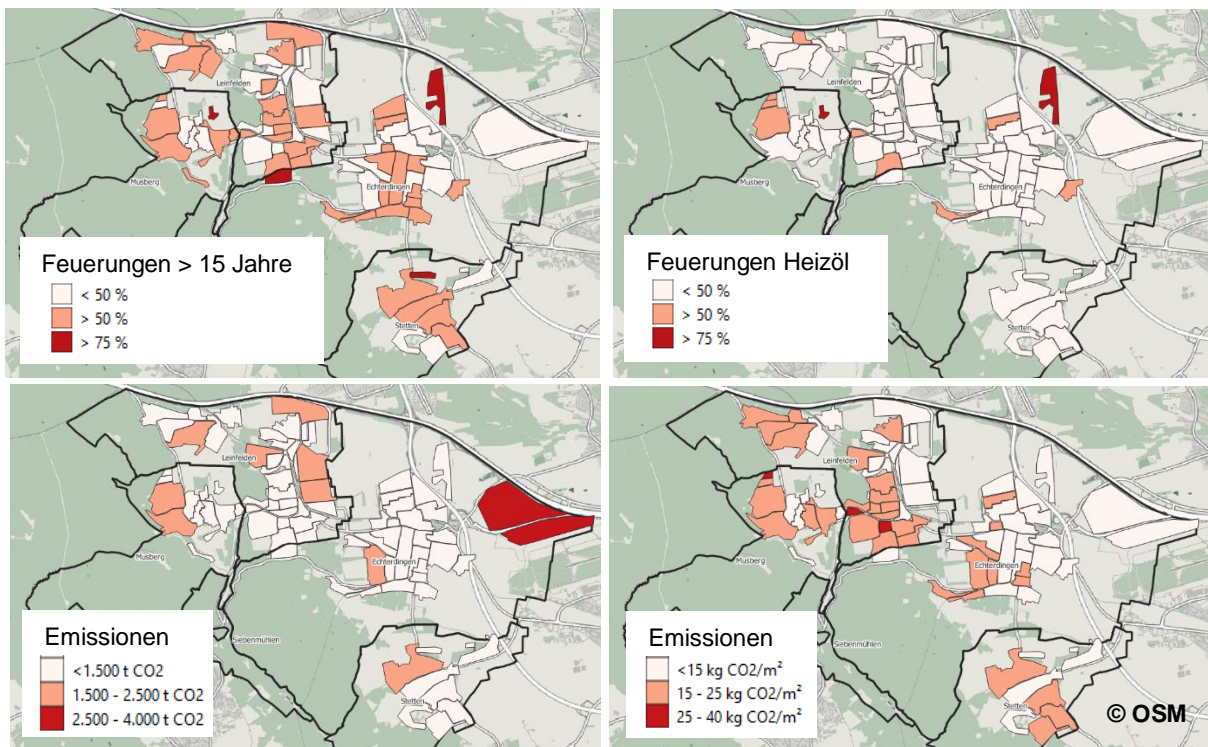 Leinfelden
Musberg
Echterdingen
Stetten
Feuerungen > 15 Jahre
< 50 %
> 50 %
> 75 %
Leinfelden
Musberg
Echterdingen
Stetten
Feuerungen Heizöl
< 50 %
> 50 %
> 75 %
Leinfelden
Musberg
Echterdingen
Siebenmühlen
Stetten
Emissionen
<1.500 t CO2
1.500 - 2.500 t CO2
2.500 - 4.000 t CO2
Leinfelden
Musberg
Echterdingen
Siebenmühlen
Stetten
Emissionen
<15 kg CO2/m²
15 - 25 kg CO2/m²
25 - 40 kg CO2/m²
© OSM